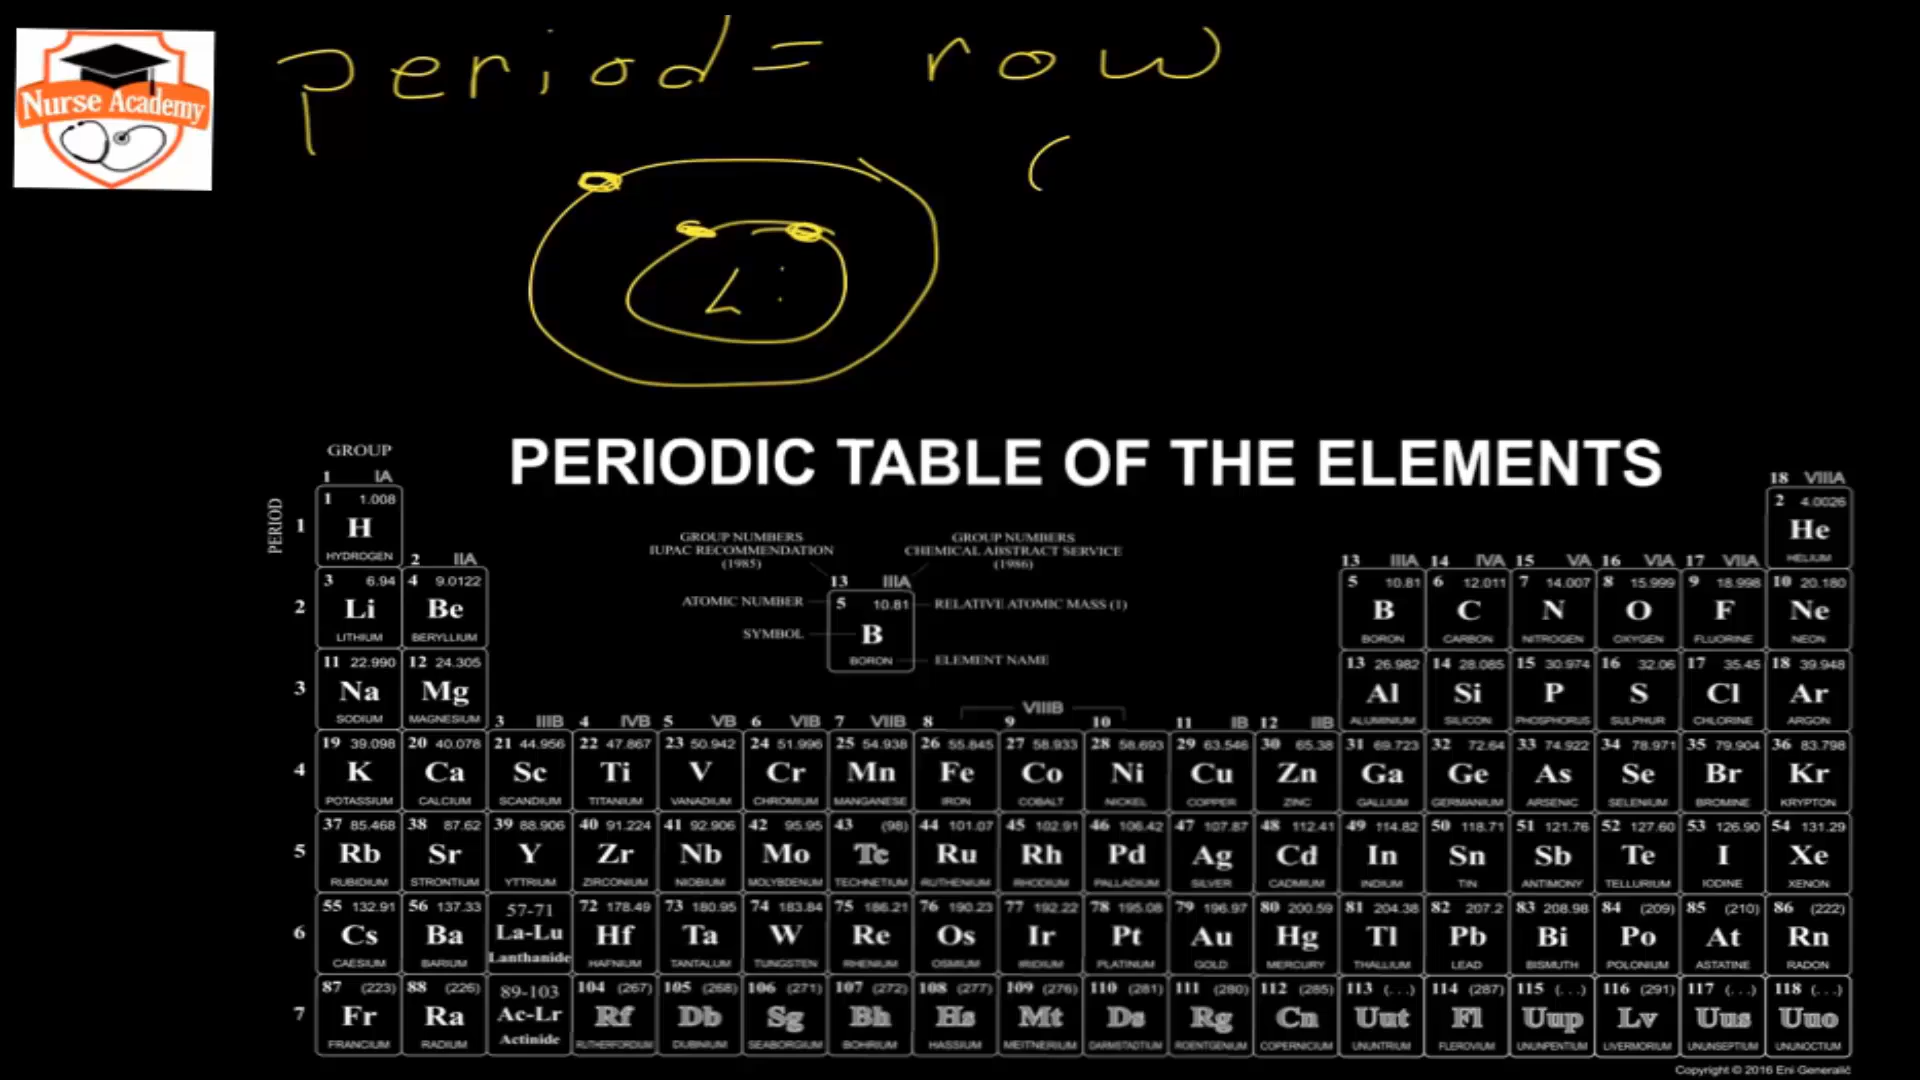 Nurse Academy
period = row
(
Li
PERIODIC TABLE OF THE ELEMENTS
GROUP
PERIOD
1 IA
18 VIIIA
1 1.008 2 4.0026
1 H He
HYDROGEN HELIUM
2 IIA 13 IIIA 14 IVA 15 VA 16 VIA 17 VIIA
GROUP NUMBERS
IUPAC RECOMMENDATION
(1985)
GROUP NUMBERS
CHEMICAL ABSTRACT SERVICE
(1986)
13 IIIA
ATOMIC NUMBER 5 10.81 RELATIVE ATOMIC MASS (1)
SYMBOL B
BORON ELEMENT NAME
3 6.94 4 9.0122 5 10.81 6 12.011 7 14.007 8 15.999 9 18.998 10 20.180
2 Li Be B C N O F Ne
LITHIUM BERYLLIUM BORON CARBON NITROGEN OXYGEN FLUORINE NEON
11 22.990 12 24.305 13 26.982 14 28.085 15 30.974 16 32.06 17 35.45 18 39.948
3 Na Mg Al Si P S Cl Ar
SODIUM MAGNESIUM ALUMINIUM SILICON PHOSPHORUS SULPHUR CHLORINE ARGON
VIIIB
3 IIIB 4 IVB 5 VB 6 VIB 7 VIIB 8 9 10 11 IB 12 IIB
19 39.098 20 40.078 21 44.956 22 47.867 23 50.942 24 51.996 25 54.938 26 55.845 27 58.933 28 58.693 29 63.546 30 65.38 31 69.723 32 72.64 33 74.922 34 78.971 35 79.904 36 83.798
4 K Ca Sc Ti V Cr Mn Fe Co Ni Cu Zn Ga Ge As Se Br Kr
POTASSIUM CALCIUM SCANDIUM TITANIUM VANADIUM CHROMIUM MANGANESE IRON COBALT NICKEL COPPER ZINC GALLIUM GERMANIUM ARSENIC SELENIUM BROMINE KRYPTON
37 85.468 38 87.62 39 88.906 40 91.224 41 92.906 42 95.95 43 (98) 44 101.07 45 102.91 46 106.42 47 107.87 48 112.41 49 114.82 50 118.71 51 121.76 52 127.60 53 126.90 54 131.29
5 Rb Sr Y Zr Nb Mo Tc Ru Rh Pd Ag Cd In Sn Sb Te I Xe
RUBIDIUM STRONTIUM YTTRIUM ZIRCONIUM NIOBIUM MOLYBDENUM TECHNETIUM RUTHENIUM RHODIUM PALLADIUM SILVER CADMIUM INDIUM TIN ANTIMONY TELLURIUM IODINE XENON
55 132.91 56 137.33 57-71 72 178.49 73 180.95 74 183.84 75 186.21 76 190.23 77 192.22 78 195.08 79 196.97 80 200.59 81 204.38 82 207.2 83 208.98 84 (209) 85 (210) 86 (222)
6 Cs Ba La-Lu Hf Ta W Re Os Ir Pt Au Hg Tl Pb Bi Po At Rn
CAESIUM BARIUM Lanthanide HAFNIUM TANTALUM TUNGSTEN RHENIUM OSMIUM IRIDIUM PLATINUM GOLD MERCURY THALLIUM LEAD BISMUTH POLONIUM ASTATINE RADON
87 (223) 88 (226) 89-103 104 (267) 105 (268) 106 (271) 107 (272) 108 (277) 109 (276) 110 (281) 111 (280) 112 (285) 113 (...) 114 (287) 115 (...) 116 (291) 117 (...) 118 (...)
7 Fr Ra Ac-Lr Rf Db Sg Bh Hs Mt Ds Rg Cn Uut Fl Uup Lv Uus Uuo
FRANCIUM RADIUM Actinide RUTHERFORDIUM DUBNIUM SEABORGIUM BOHRIUM HASSIUM MEITNERIUM DARMSTADTIUM ROENTGENIUM COPERNICIUM UNUNTRIUM FLEROVIUM UNUNPENTIUM LIVERMORIUM UNUNSEPTIUM UNUNOCTIUM
Copyright © 2016 Eni Generalić